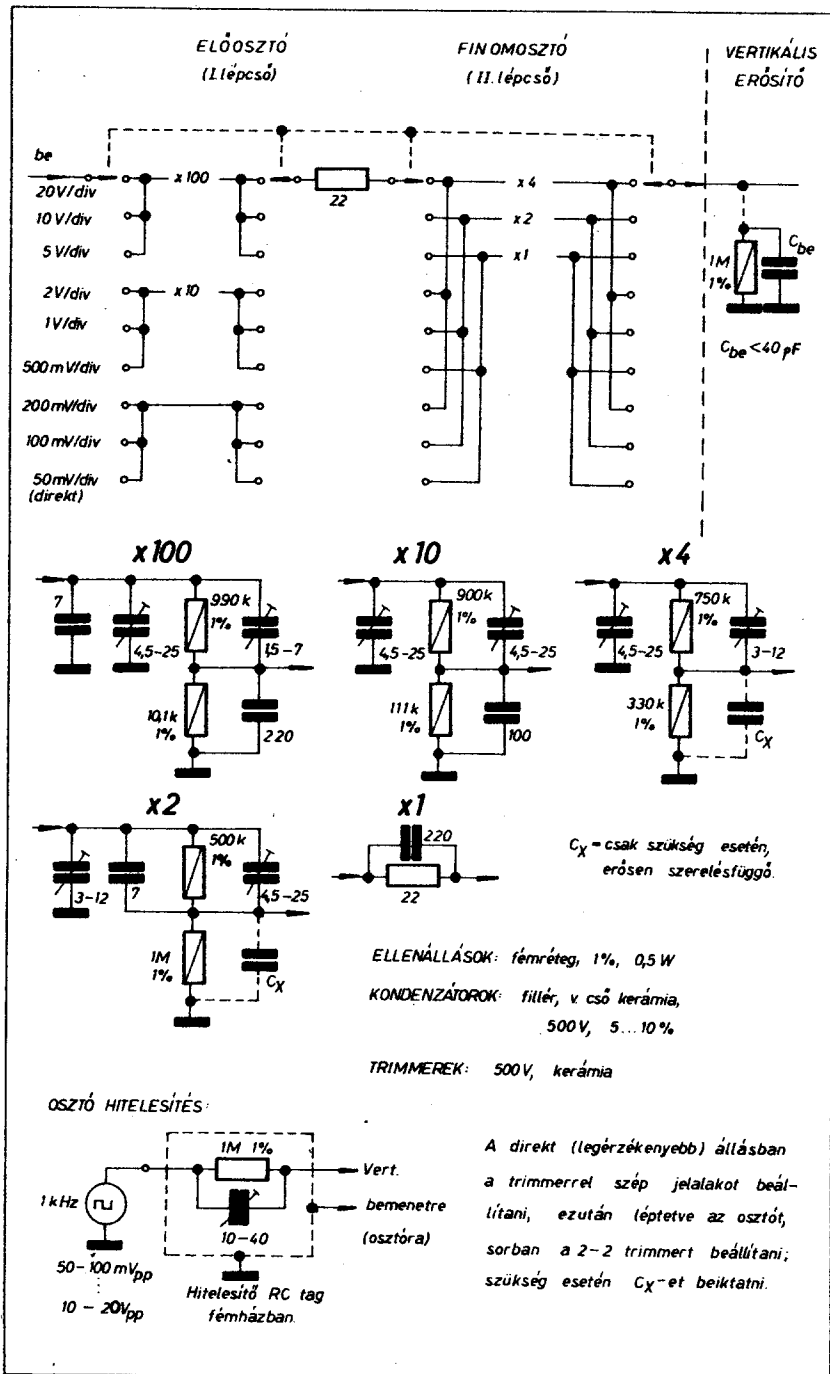 ELŐOSZTÓ
(I.lépcső)
FINOMOSZTÓ
(II.lépcső)
VERTIKÁLIS
ERŐSÍTŐ
be
20V/div
x100
22
x4
10V/div
x2
5V/div
x1
2V/div
x10
1V/div
500mV/div
200mV/div
100mV/div
50mV/div
(direkt)
1M
1%
Cbe
Cbe<40pF
x100
7
4,5-25
990k
1%
1,5-7
10,1k
1%
220
x10
4,5-25
900k
1%
4,5-25
111k
1%
100
x4
4,5-25
750k
1%
3-12
330k
1%
CX
x2
3-12
7
500k
1%
4,5-25
1M
1%
CX
x1
220
22
CX=csak szükség esetén,
erősen szerelésfüggő.
ELLENÁLLÁSOK: fémréteg, 1%, 0,5W
KONDENZÁTOROK: fillér, v. cső kerámia,
500V, 5...10%
TRIMMEREK: 500V, kerámia
OSZTÓ HITELESÍTÉS:
1kHz
50-100mVpp
10-20Vpp
1M 1%
10-40
Vert.
bemenetre
(osztóra)
Hitelesítő RC tag
fémházban.
A direkt (legérzékenyebb) állásban
a trimmerrel szép jelalakot beál-
lítani, ezután léptetve az osztót,
sorban a 2-2 trimmert beállítani;
szükség esetén CX-et beiktatni.